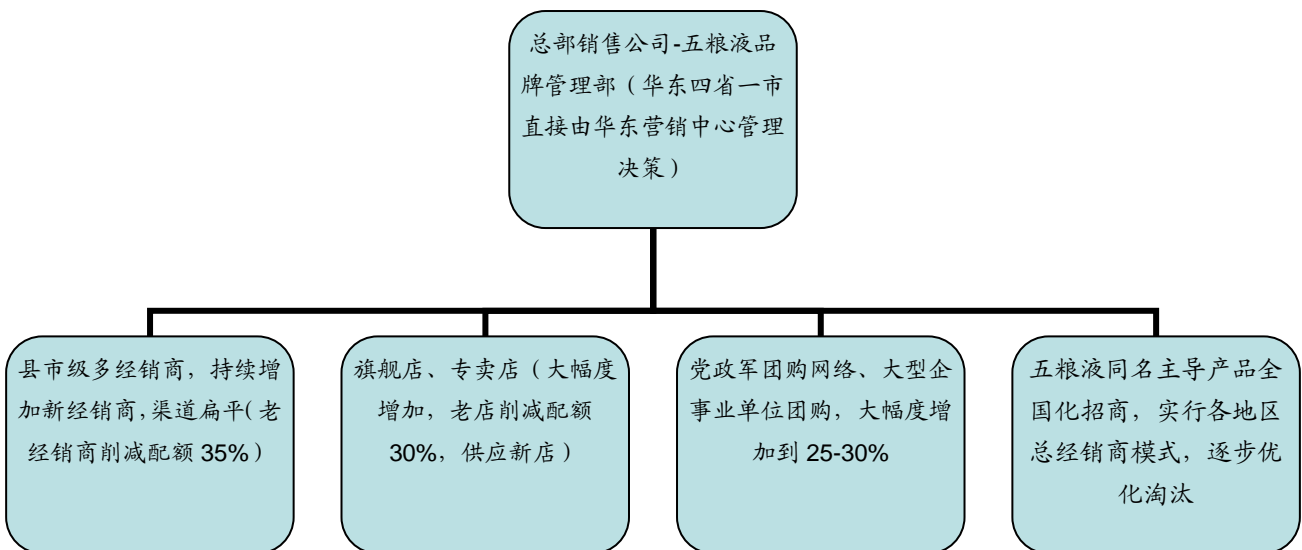 总部销售公司-五粮液品
牌管理部（华东四省一市
直接由华东营销中心管理
决策）
县市级多经销商，持续增
加新经销商，渠道扁平（老
经销商削减配额 35%）
旗舰店、专卖店（大幅度
增加，老店削减配额
30%，供应新店）
党政军团购网络、大型企
事业单位团购，大幅度增
加到 25-30%
五粮液同名主导产品全
国化招商，实行各地区
总经销商模式，逐步优
化淘汰